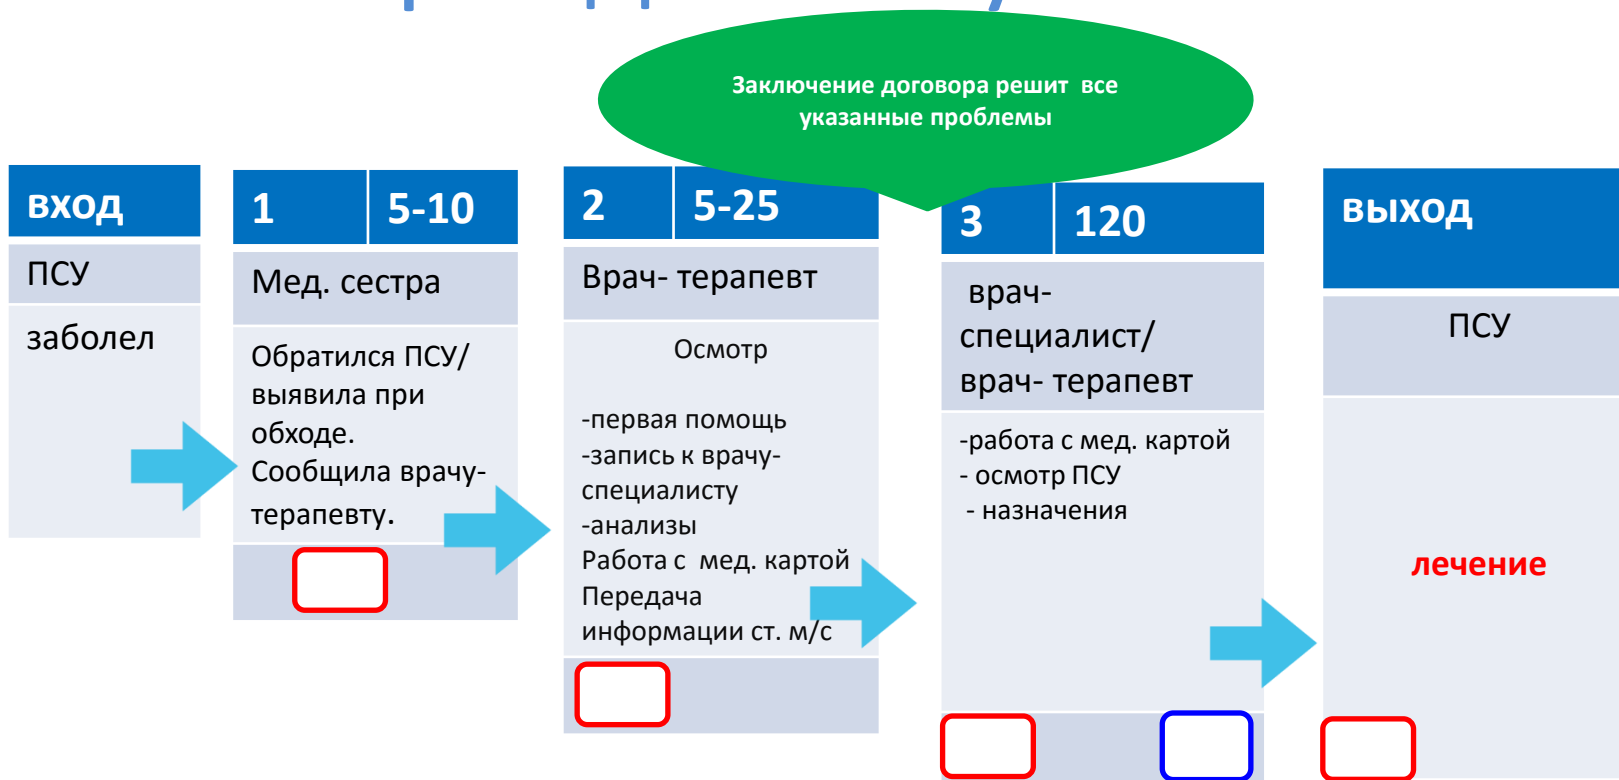 Заключение договора решит все
указанные проблемы
вход
ПСУ
заболел
1 5-10
Мед. сестра
Обратился ПСУ/
выявила при
обходе.
Сообщила врачу-
терапевту.
2 5-25
Врач- терапевт
Осмотр
-первая помощь
-запись к врачу-
специалисту
-анализы
Работа с мед. картой
Передача
информации ст. м/с
3 120
врач-
специалист/
врач- терапевт
-работа с мед. картой
- осмотр ПСУ
- назначения
выход
ПСУ
лечение